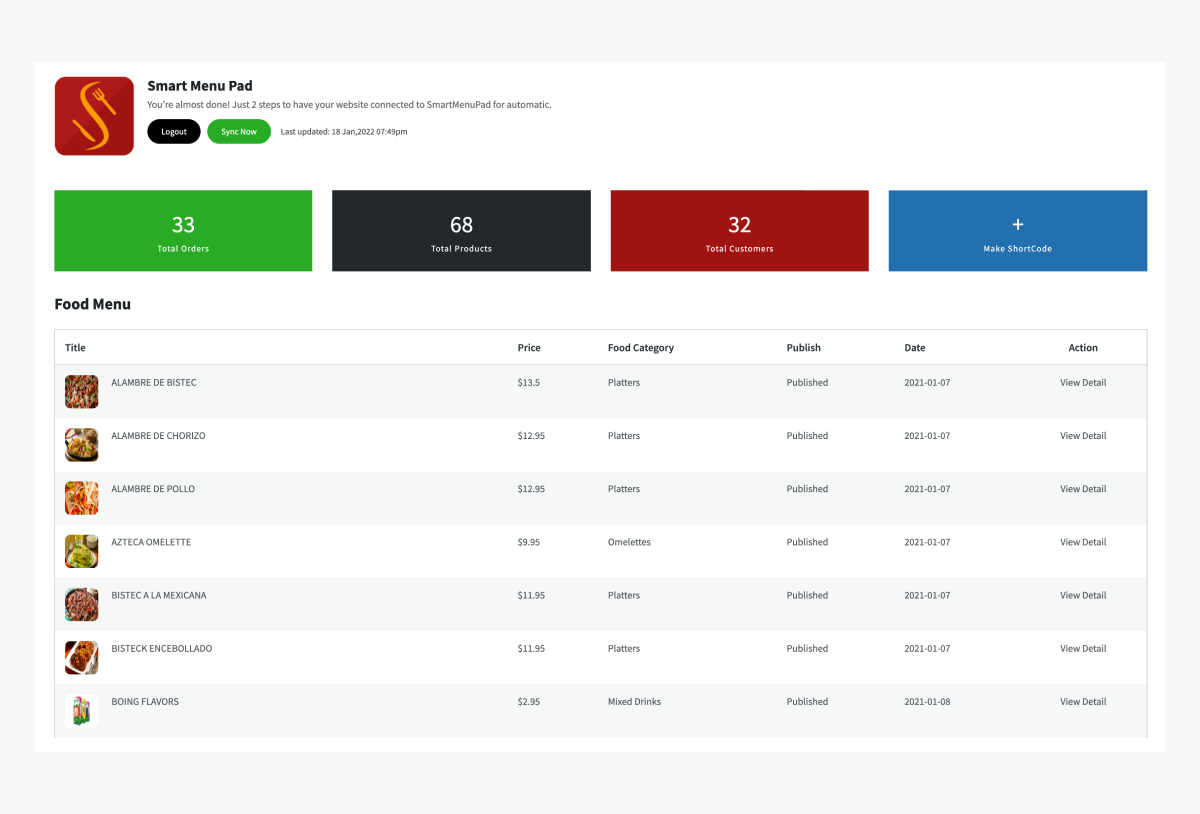 Smart Menu Pad
You're almost done! Just 2 steps to have your website connected to SmartMenuPad for automatic.
Logout Sync Now Last updated: 18 Jan,2022 07:49pm
33 68 32 +
Total Orders Total Products Total Customers Make ShortCode
Food Menu
Title Price Food Category Publish Date Action
ALAMBRE DE BISTEC $13.5 Platters Published 2021-01-07 View Detail
ALAMBRE DE CHORIZO $12.95 Platters Published 2021-01-07 View Detail
ALAMBRE DE POLLO $12.95 Platters Published 2021-01-07 View Detail
AZTECA OMELETTE $9.95 Omelettes Published 2021-01-07 View Detail
BISTEC A LA MEXICANA $11.95 Platters Published 2021-01-07 View Detail
BISTECK ENCEBOLLADO $11.95 Platters Published 2021-01-07 View Detail
BOING FLAVORS $2.95 Mixed Drinks Published 2021-01-08 View Detail